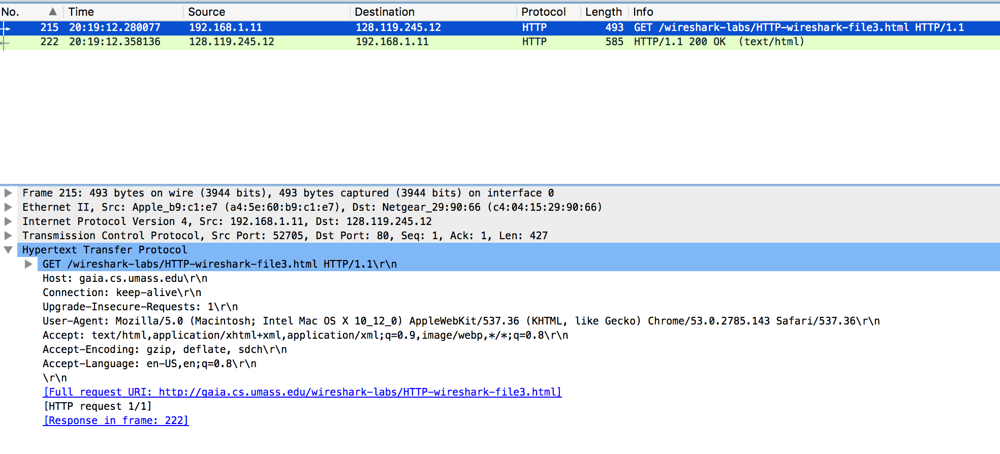 No. Time Source Destination Protocol Length Info
215 20:19:12.280077 192.168.1.11 128.119.245.12 HTTP 493 GET /wireshark-labs/HTTP-wireshark-file3.html HTTP/1.1
222 20:19:12.358136 128.119.245.12 192.168.1.11 HTTP 585 HTTP/1.1 200 OK (text/html)
Frame 215: 493 bytes on wire (3944 bits), 493 bytes captured (3944 bits) on interface 0
Ethernet II, Src: Apple_b9:c1:e7 (a4:5e:60:b9:c1:e7), Dst: Netgear_29:90:66 (c4:04:15:29:90:66)
Internet Protocol Version 4, Src: 192.168.1.11, Dst: 128.119.245.12
Transmission Control Protocol, Src Port: 52705, Dst Port: 80, Seq: 1, Ack: 1, Len: 427
Hypertext Transfer Protocol
GET /wireshark-labs/HTTP-wireshark-file3.html HTTP/1.1\r\n
Host: gaia.cs.umass.edu\r\n
Connection: keep-alive\r\n
Upgrade-Insecure-Requests: 1\r\n
User-Agent: Mozilla/5.0 (Macintosh; Intel Mac OS X 10_12_0) AppleWebKit/537.36 (KHTML, like Gecko) Chrome/53.0.2785.143 Safari/537.36\r\n
Accept: text/html,application/xhtml+xml,application/xml;q=0.9,image/webp,*/*;q=0.8\r\n
Accept-Encoding: gzip, deflate, sdch\r\n
Accept-Language: en-US,en;q=0.8\r\n
\r\n
[Full request URI: http://gaia.cs.umass.edu/wireshark-labs/HTTP-wireshark-file3.html]
[HTTP request 1/1]
[Response in frame: 222]